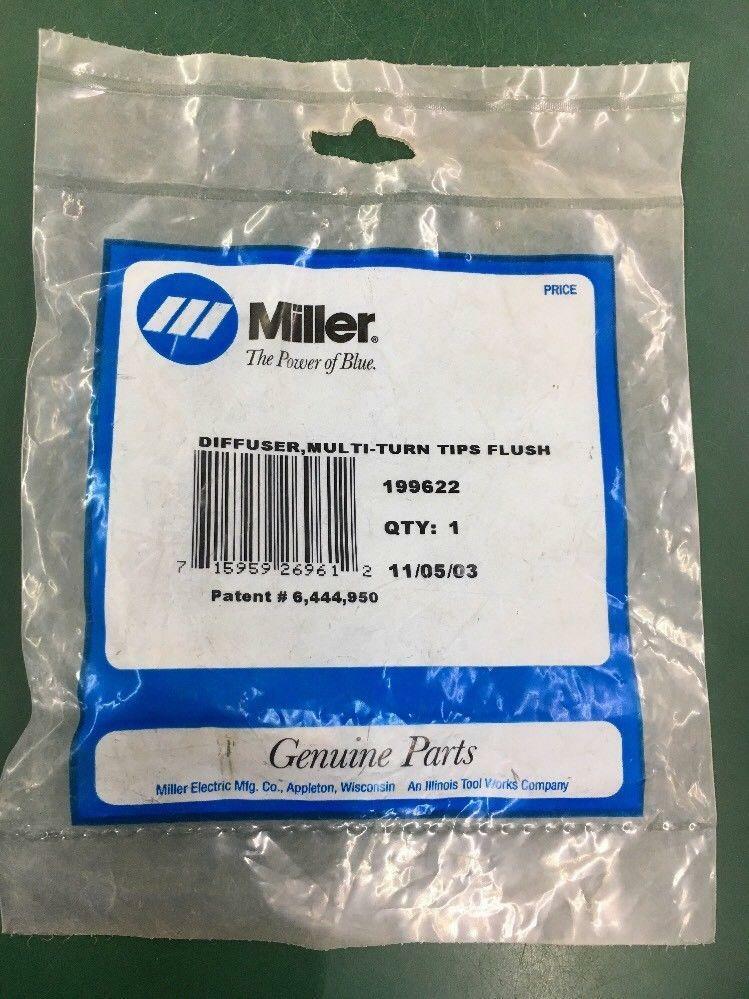 PRICE
Miller®
The Power of Blue.
DIFFUSER,MULTI-TURN TIPS FLUSH
199622
QTY: 1
7 15959 26961 2
11/05/03
Patent # 6,444,950
Genuine Parts
Miller Electric Mfg. Co., Appleton, Wisconsin An Illinois Tool Works Company